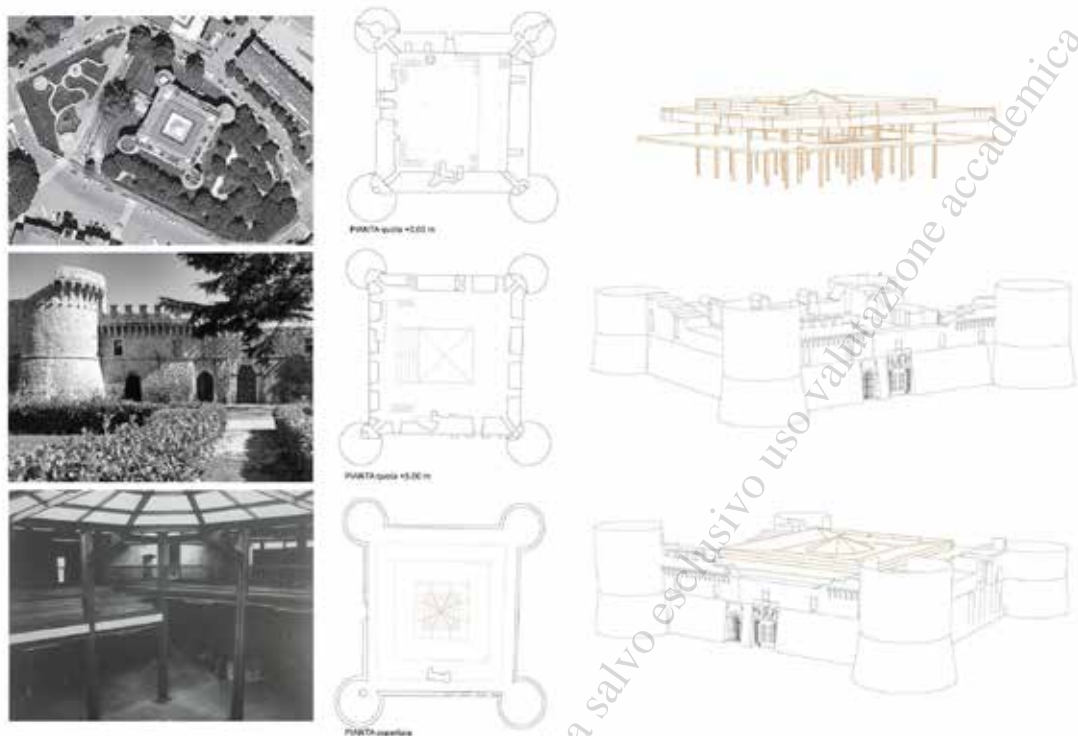 PIANTA quota +0.00 m
PIANTA quota +5.00 m
PIANTA copertura
a salvo esclusivo uso valutazione accademica